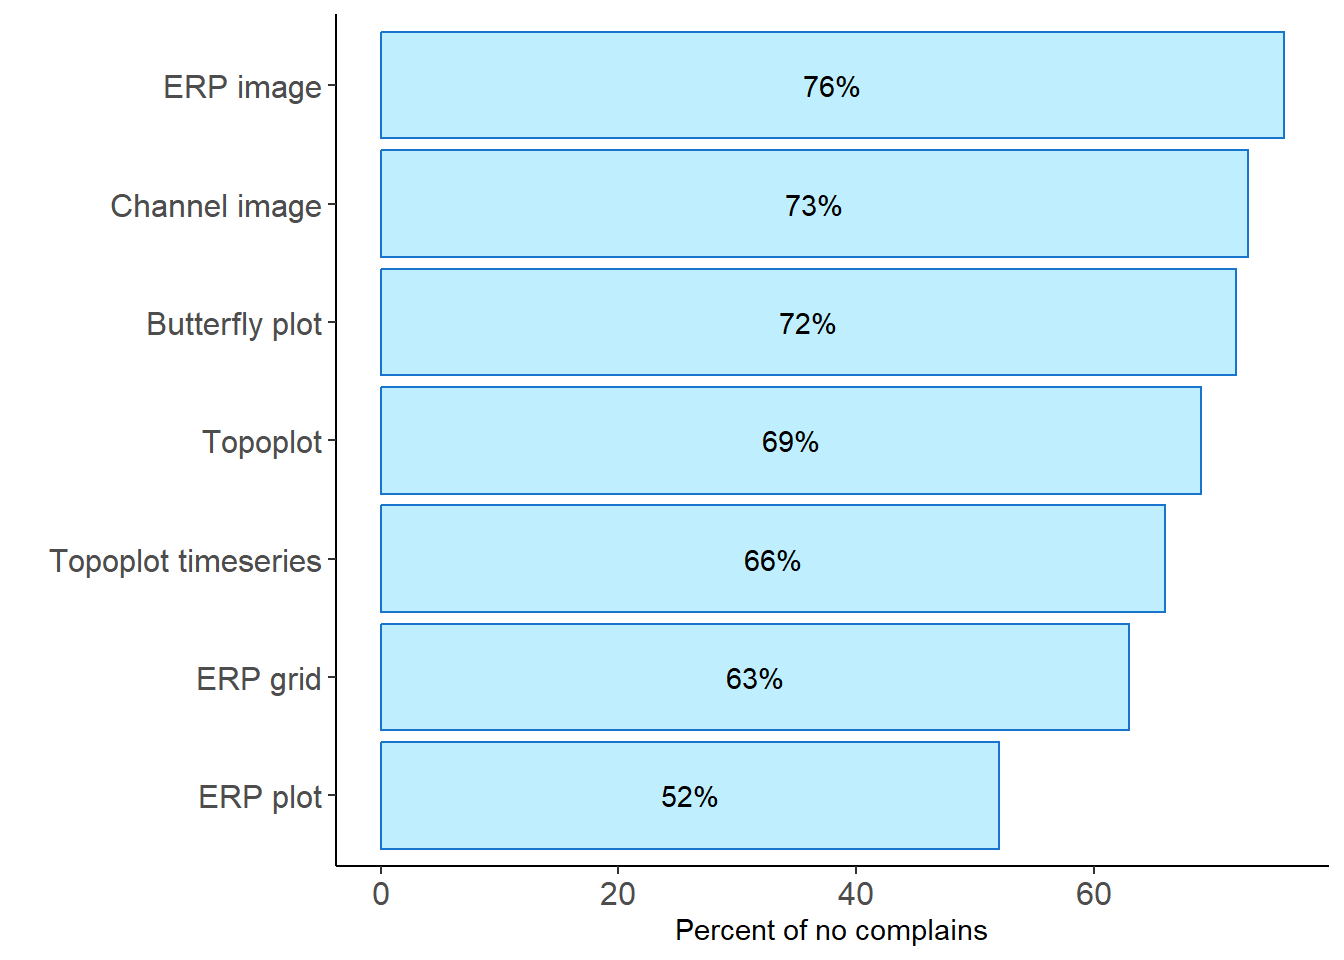 ERP image
76%
Channel image
73%
Butterfly plot
72%
Topoplot
69%
Topoplot timeseries
66%
ERP grid
63%
ERP plot
52%
0 20 40 60
Percent of no complains